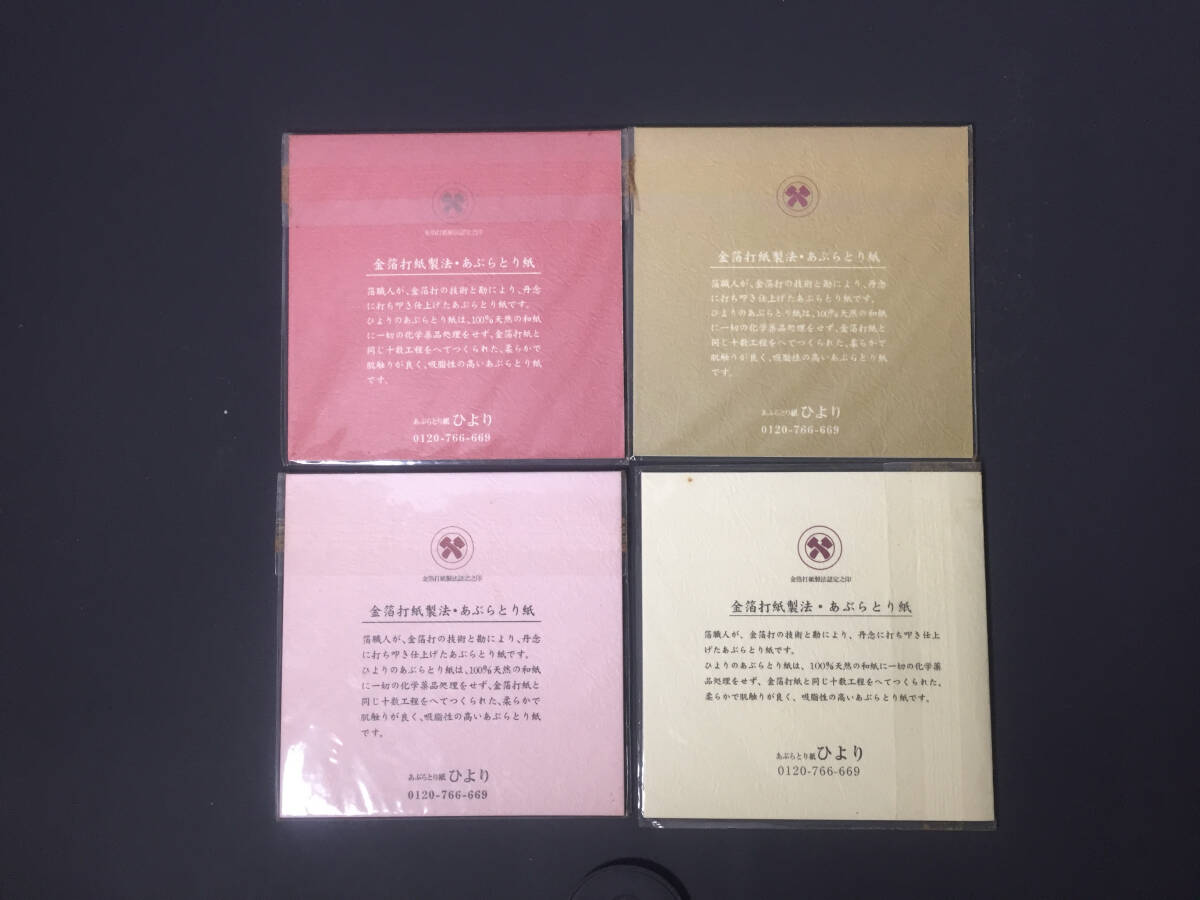 金箔打紙製法認定之印
金箔打紙製法・あぶらとり紙
箔職人が、金箔打の技術と勘により、丹念
に打ち叩き仕上げたあぶらとり紙です。
ひよりのあぶらとり紙は、100%天然の和紙
に一切の化学薬品処理をせず、金箔打紙と
同じ十数工程をへてつくられた、柔らかで
肌触りが良く、吸脂性の高いあぶらとり紙
です。
あぶらとり紙 ひより
0120-766-669
金箔打紙製法・あぶらとり紙
箔職人が、金箔打の技術と勘により、丹念
に打ち叩き仕上げたあぶらとり紙です。
ひよりのあぶらとり紙は、100%天然の和紙
に一切の化学薬品処理をせず、金箔打紙と
同じ十数工程をへてつくられた、柔らかで
肌触りが良く、吸脂性の高いあぶらとり紙
です。
あぶらとり紙 ひより
0120-766-669
金箔打紙製法認定之印
金箔打紙製法・あぶらとり紙
箔職人が、金箔打の技術と勘により、丹念
に打ち叩き仕上げたあぶらとり紙です。
ひよりのあぶらとり紙は、100%天然の和紙
に一切の化学薬品処理をせず、金箔打紙と
同じ十数工程をへてつくられた、柔らかで
肌触りが良く、吸脂性の高いあぶらとり紙
です。
あぶらとり紙 ひより
0120-766-669
金箔打紙製法認定之印
金箔打紙製法・あぶらとり紙
箔職人が、金箔打の技術と勘により、丹念に打ち叩き仕上
げたあぶらとり紙です。
ひよりのあぶらとり紙は、100%天然の和紙に一切の化学薬
品処理をせず、金箔打紙と同じ十数工程をへてつくられた、
柔らかで肌触りが良く、吸脂性の高いあぶらとり紙です。
あぶらとり紙 ひより
0120-766-669